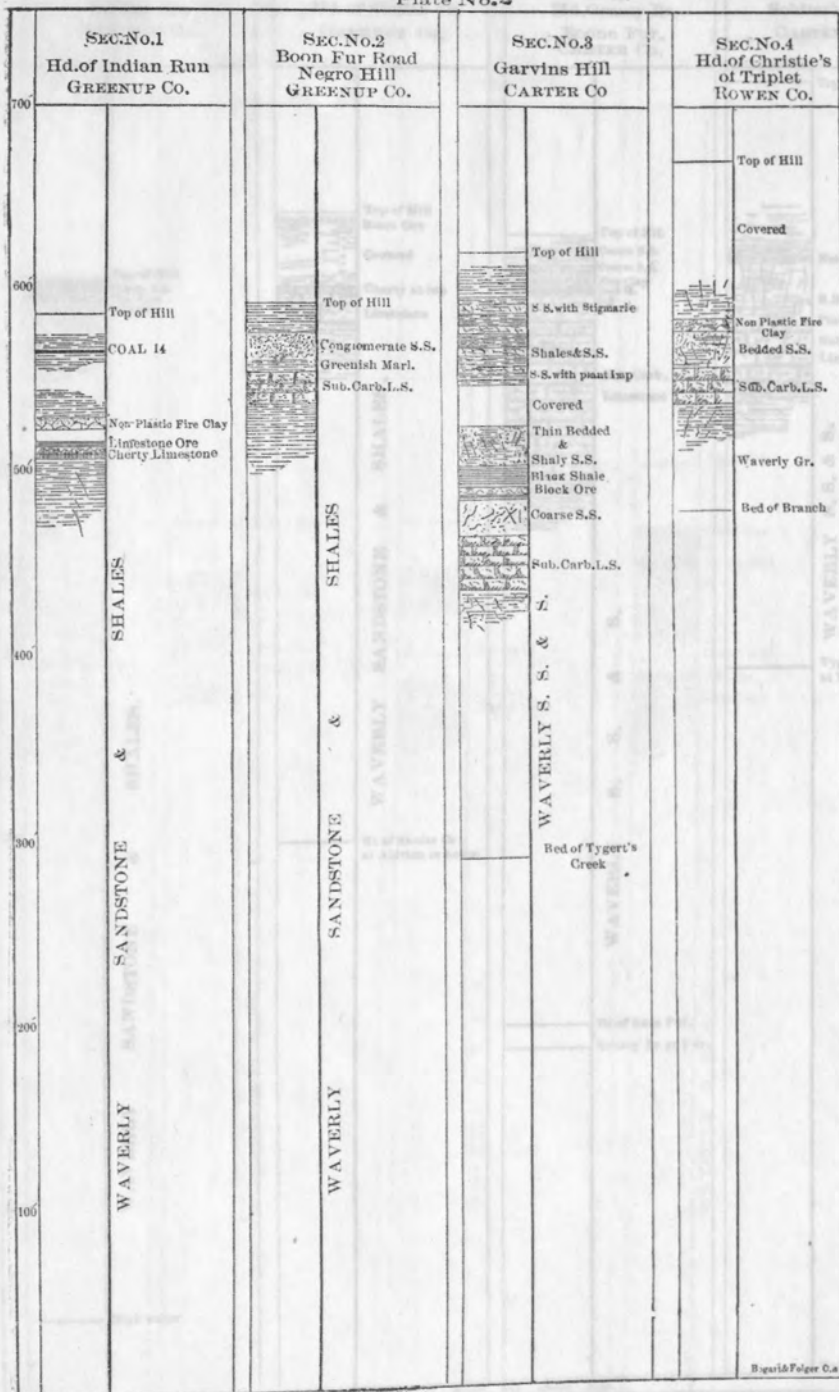 Plate No.2
SEC.No.1
Hd.of Indian Run
GREENUP Co.
SEC.No.2
Boon Fur Road
Negro Hill
GREENUP Co.
SEC.No.3
Garvins Hill
CARTER Co
SEC.No.4
Hd.of Christie's
of Triplet
ROWEN Co.
700'
600'
500'
400'
300'
200'
100'
Top of Hill
COAL 14
Non-Plastic Fire Clay
Limestone Ore
Cherty Limestone
WAVERLY SANDSTONE & SHALES
Top of Hill
Conglomerate S.S.
Greenish Marl.
Sub.Carb.L.S.
WAVERLY SANDSTONE & SHALES
Top of Hill
S.S.with Stigmarie
Shales&S.S.
S.S.with plant imp
Covered
Thin Bedded
&
Shaly S.S.
Black Shale
Block Ore
Coarse S.S.
Sub.Carb.L.S.
WAVERLY S. S. & S.
Bed of Tygert's
Creek
Top of Hill
Covered
Non Plastic Fire
Clay
Bedded S.S.
Sub.Carb.L.S.
Waverly Gr.
Bed of Branch